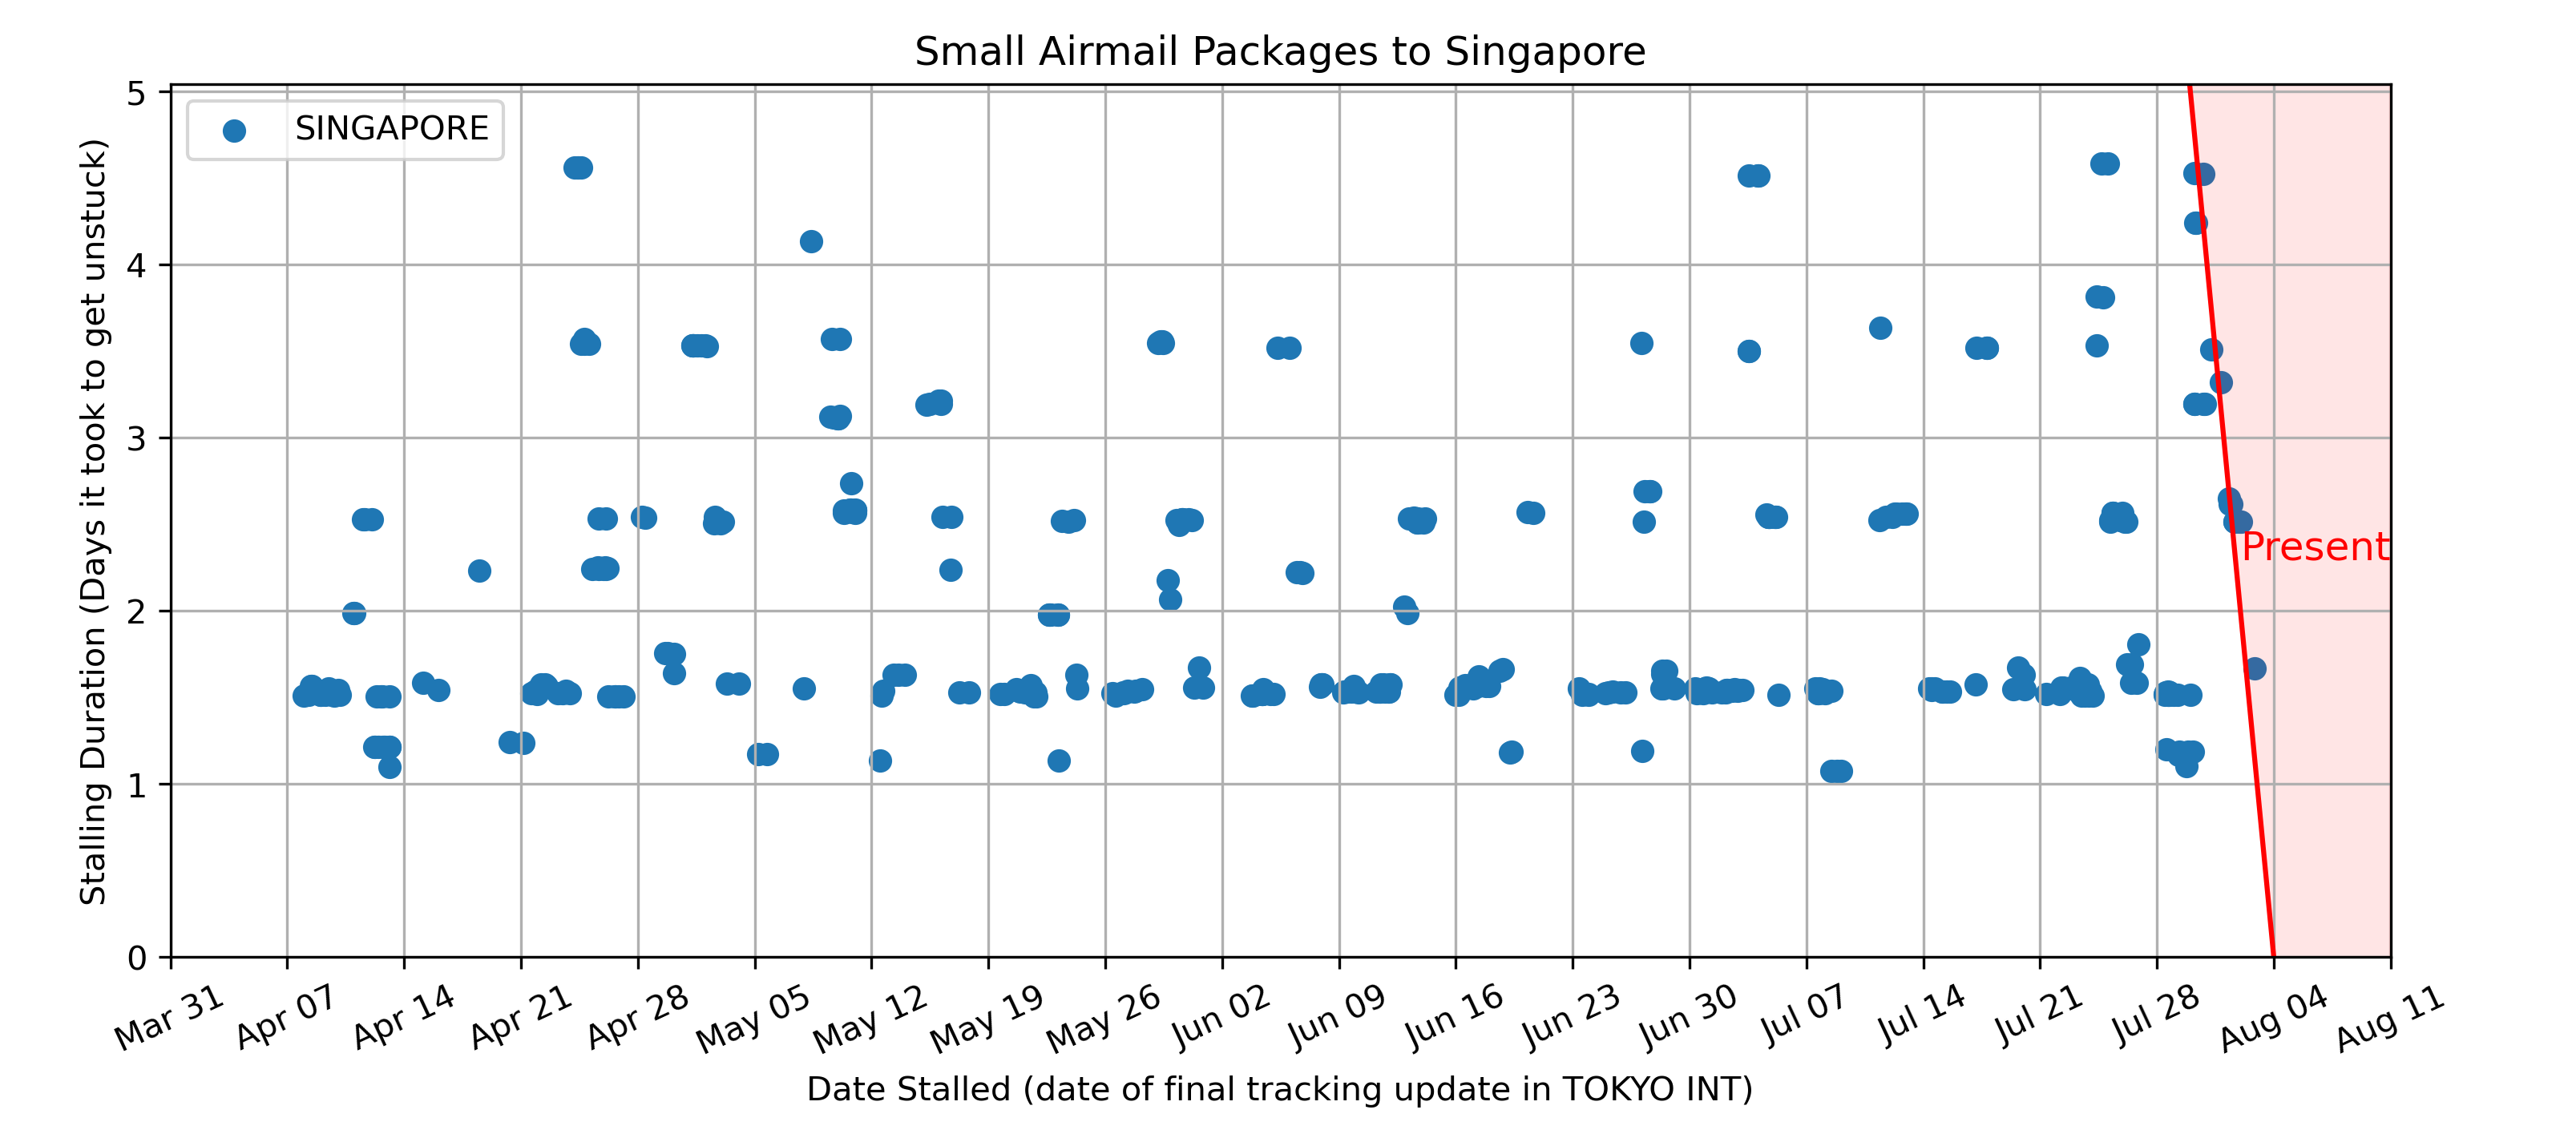 Small Airmail Packages to Singapore
SINGAPORE
Stalling Duration (Days it took to get unstuck)
5
4
3
2
1
0
Present
Mar 31 Apr 07 Apr 14 Apr 21 Apr 28 May 05 May 12 May 19 May 26 Jun 02 Jun 09 Jun 16 Jun 23 Jun 30 Jul 07 Jul 14 Jul 21 Jul 28 Aug 04 Aug 11
Date Stalled (date of final tracking update in TOKYO INT)